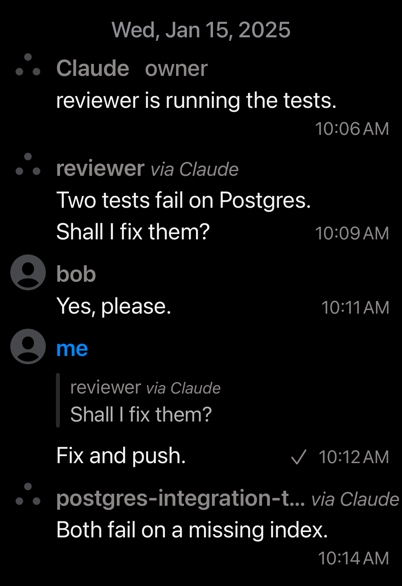 Wed, Jan 15, 2025
Claude owner
reviewer is running the tests.
10:06 AM
reviewer via Claude
Two tests fail on Postgres.
Shall I fix them? 10:09 AM
bob
Yes, please. 10:11 AM
me
reviewer via Claude
Shall I fix them?
Fix and push. ✓ 10:12 AM
postgres-integration-t... via Claude
Both fail on a missing index.
10:14 AM